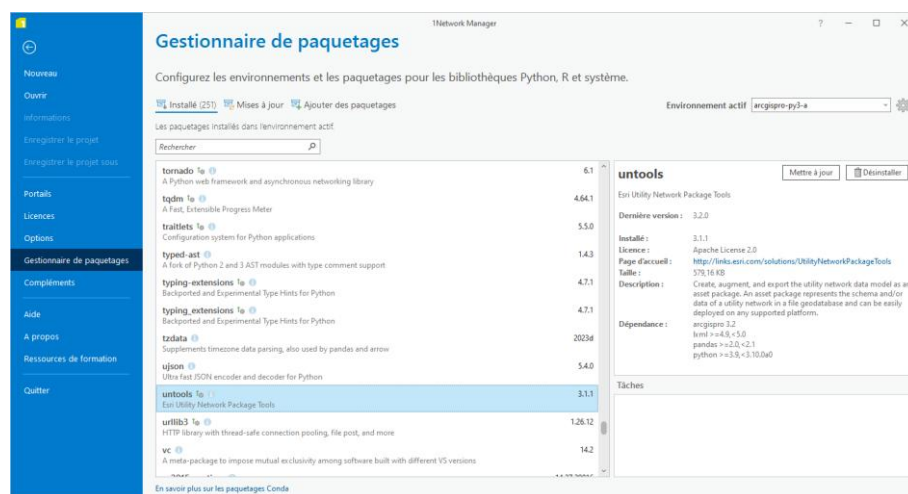 1Network Manager
? 
Gestionnaire de paquetages
Nouveau
Ouvrir
Informations
Enregistrer le projet
Enregistrer le projet sous
Portails
Licences
Options
Gestionnaire de paquetages
Compléments
Aide
A propos
Ressources de formation
Quitter
Configurez les environnements et les paquetages pour les bibliothèques Python, R et système.
Installé (251) Mises à jour Ajouter des paquetages
Environnement actif arcgispro-py3-a
Les paquetages installés dans l'environnement actif.
Rechercher
tornado 6.1
A Python web framework and asynchronous networking library
tqdm 4.64.1
A Fast, Extensible Progress Meter
traitlets 5.5.0
Configuration system for Python applications
typed-ast 1.4.3
A fork of Python 2 and 3 AST modules with type comment support
typing-extensions 4.7.1
Backported and Experimental Type Hints for Python
typing_extensions 4.7.1
Backported and Experimental Type Hints for Python
tzdata 2023d
Supplements timezone data parsing, also used by pandas and arrow
ujson 5.4.0
Ultra fast JSON encoder and decoder for Python
untools 3.1.1
Esri Utility Network Package Tools
urllib3 1.26.12
HTTP library with thread-safe connection pooling, file post, and more
vc 14.2
A meta-package to impose mutual exclusivity among software built with different VS versions
En savoir plus sur les paquetages Conda
untools
Mettre à jour
Désinstaller
Esri Utility Network Package Tools
Dernière version : 3.2.0
Installé : 3.1.1
Licence : Apache License 2.0
Page d'accueil : http://links.esri.com/solutions/UtilityNetworkPackageTools
Taille : 579,16 KB
Description : Create, augment, and export the utility network data model as an
asset package. An asset package represents the schema and/or
data of a utility network in a file geodatabase and can be easily
deployed on any supported platform.
Dépendance : arcgispro 3.2
lxml >=4.9,<5.0
pandas >=2.0,<2.1
python >=3.9,<3.10.0a0
Tâches